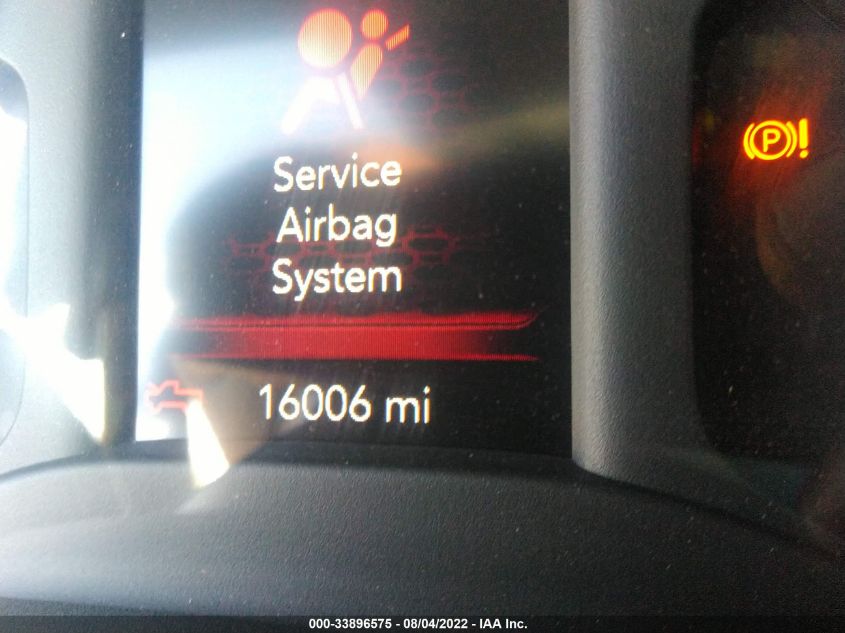 Service
Airbag
System
16006 mi
(P)!
000-33896575 - 08/04/2022 - IAA Inc.